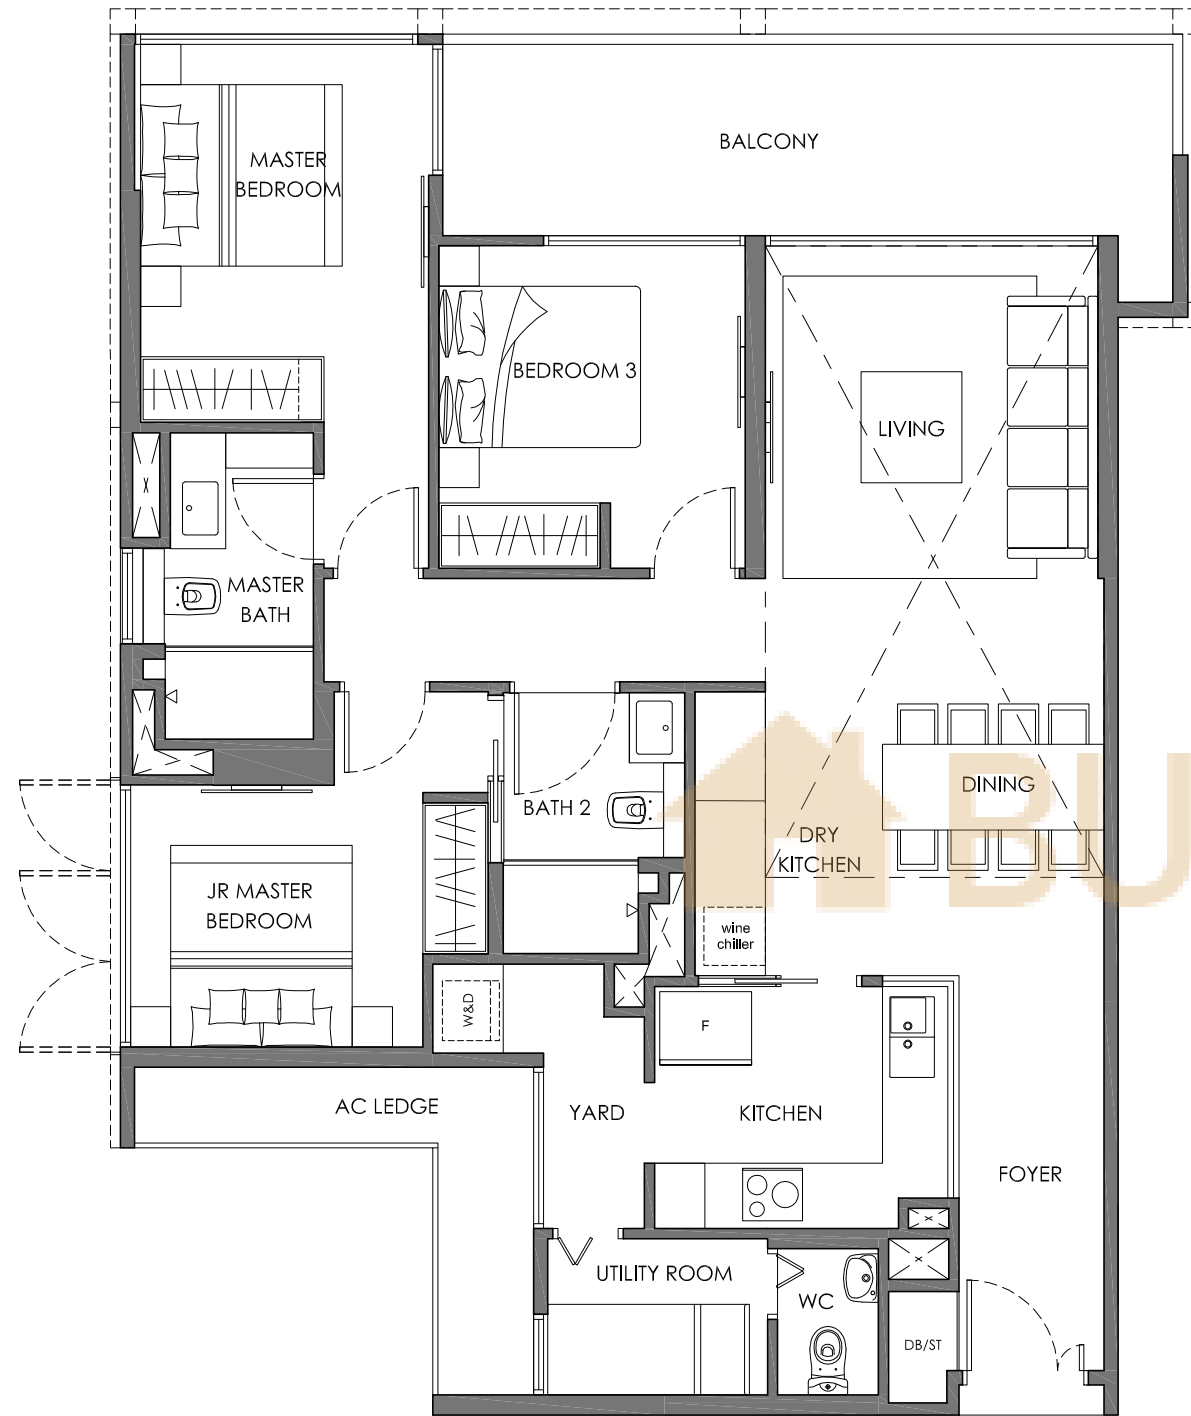 BALCONY
MASTER
BEDROOM
BEDROOM 3
LIVING
MASTER
BATH
DINING
BATH 2
DRY
KITCHEN
JR MASTER
BEDROOM
wine
chiller
W&D
F
AC LEDGE
YARD
KITCHEN
FOYER
UTILITY ROOM
WC
DB/ST
BU